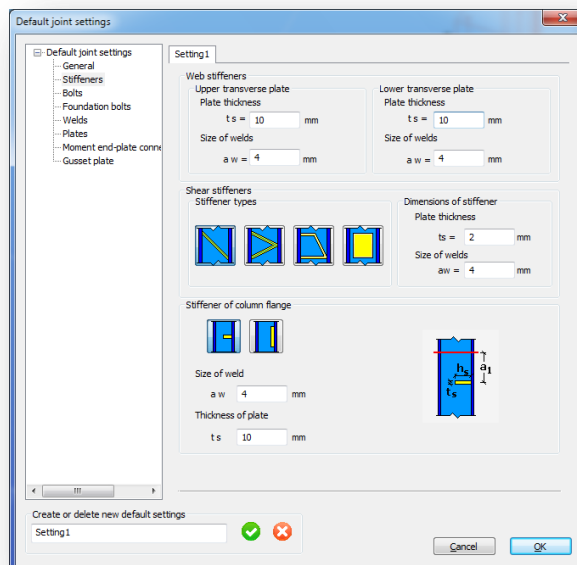 Default joint settings
Default joint settings
General
Stiffeners
Bolts
Foundation bolts
Welds
Plates
Moment end-plate conne
Gusset plate
Setting1
Web stiffeners
Upper transverse plate
Plate thickness
t s = 10 mm
Size of welds
a w = 4 mm
Lower transverse plate
Plate thickness
t s = 10 mm
Size of welds
a w = 4 mm
Shear stiffeners
Stiffener types
Dimensions of stiffener
Plate thickness
ts = 2 mm
Size of welds
aw = 4 mm
Stiffener of column flange
Size of weld
a w 4 mm
Thickness of plate
t s 10 mm
hs
a1
ts
Create or delete new default settings
Setting1
Cancel
OK